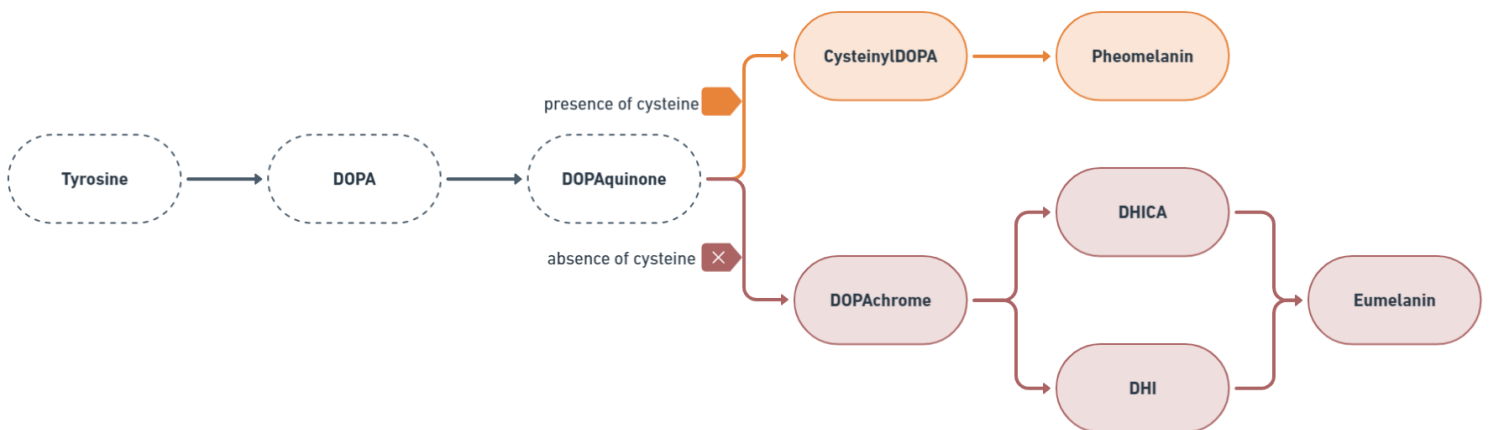 CysteinylDOPA
Pheomelanin
presence of cysteine
Tyrosine
DOPA
DOPAquinone
DHICA
absence of cysteine
DOPAchrome
Eumelanin
DHI